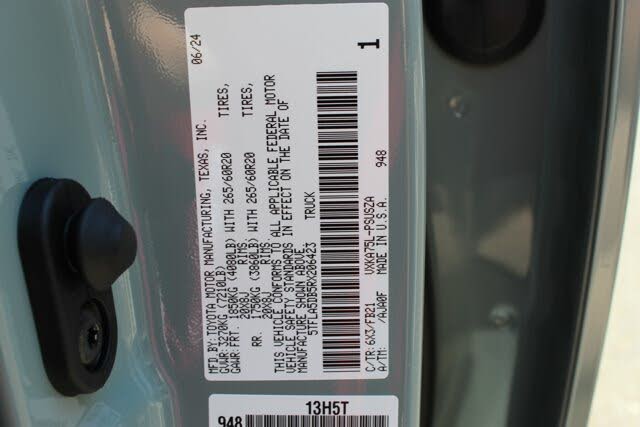 MFD.BY:TOYOTA MOTOR MANUFACTURING, TEXAS, INC. 06/24
GVWR:3270KG (7210LB)
GAWR:FRT. 1850KG (4080LB) WITH 265/60R20 TIRES,
20X8J RIMS,
RR. 1750KG (3860LB) WITH 265/60R20 TIRES,
20X8J RIMS,
THIS VEHICLE CONFORMS TO ALL APPLICABLE FEDERAL MOTOR
VEHICLE SAFETY STANDARDS IN EFFECT ON THE DATE OF
MANUFACTURE SHOWN ABOVE.
5TFLA5DB5RX206423 TRUCK
948
1
C/TR: 6X3/FB21 VXKA75L-PSUSZA
A/TM: /AJA0F MADE IN U.S.A.
13H5T
948